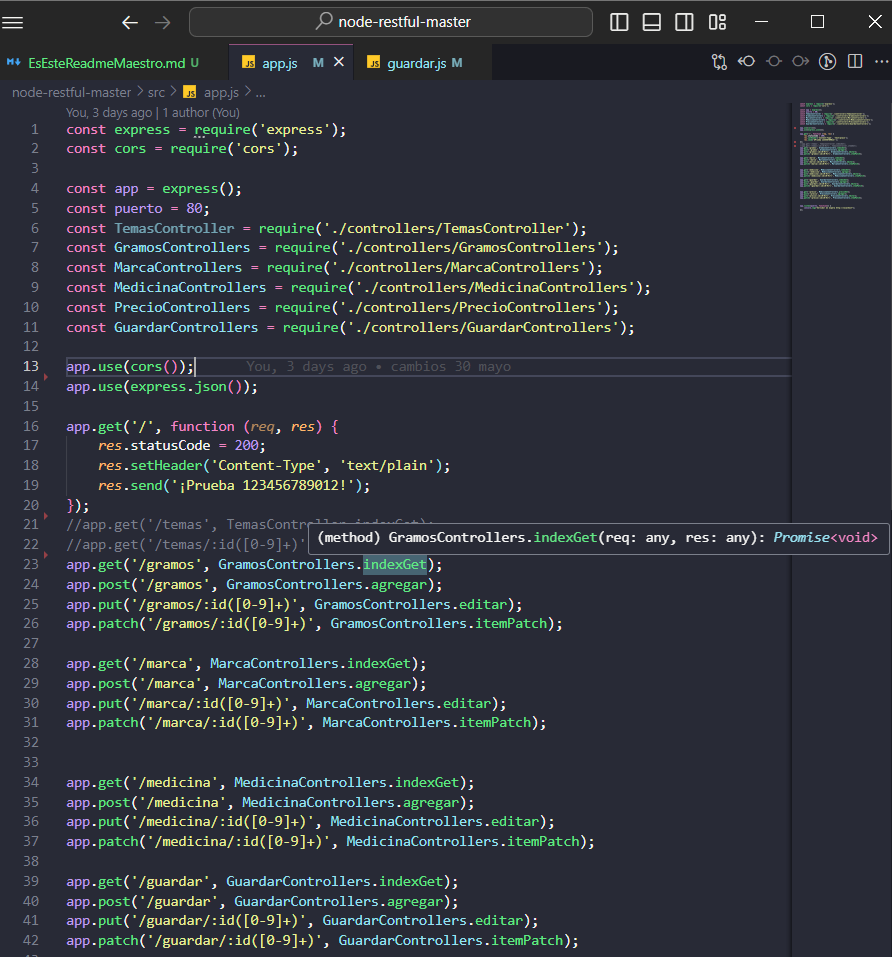 node-restful-master
EsEsteReadmeMaestro.md U
JS app.js M
JS guardar.js M
node-restful-master > src > JS app.js > ...
You, 3 days ago | 1 author (You)
1 const express = require('express');
2 const cors = require('cors');
3
4 const app = express();
5 const puerto = 80;
6 const TemasController = require('./controllers/TemasController');
7 const GramosControllers = require('./controllers/GramosControllers');
8 const MarcaControllers = require('./controllers/MarcaControllers');
9 const MedicinaControllers = require('./controllers/MedicinaControllers');
10 const PrecioControllers = require('./controllers/PrecioControllers');
11 const GuardarControllers = require('./controllers/GuardarControllers');
12
13 app.use(cors()); You, 3 days ago • cambios 30 mayo
14 app.use(express.json());
15
16 app.get('/', function (req, res) {
17 res.statusCode = 200;
18 res.setHeader('Content-Type', 'text/plain');
19 res.send('¡Prueba 123456789012!');
20 });
21 //app.get('/temas', TemasController.indexGet);
22 //app.get('/temas/:id([0-9]+)'
(method) GramosControllers.indexGet(req: any, res: any): Promise<void>
23 app.get('/gramos', GramosControllers.indexGet);
24 app.post('/gramos', GramosControllers.agregar);
25 app.put('/gramos/:id([0-9]+)', GramosControllers.editar);
26 app.patch('/gramos/:id([0-9]+)', GramosControllers.itemPatch);
27
28 app.get('/marca', MarcaControllers.indexGet);
29 app.post('/marca', MarcaControllers.agregar);
30 app.put('/marca/:id([0-9]+)', MarcaControllers.editar);
31 app.patch('/marca/:id([0-9]+)', MarcaControllers.itemPatch);
32
33
34 app.get('/medicina', MedicinaControllers.indexGet);
35 app.post('/medicina', MedicinaControllers.agregar);
36 app.put('/medicina/:id([0-9]+)', MedicinaControllers.editar);
37 app.patch('/medicina/:id([0-9]+)', MedicinaControllers.itemPatch);
38
39 app.get('/guardar', GuardarControllers.indexGet);
40 app.post('/guardar', GuardarControllers.agregar);
41 app.put('/guardar/:id([0-9]+)', GuardarControllers.editar);
42 app.patch('/guardar/:id([0-9]+)', GuardarControllers.itemPatch);